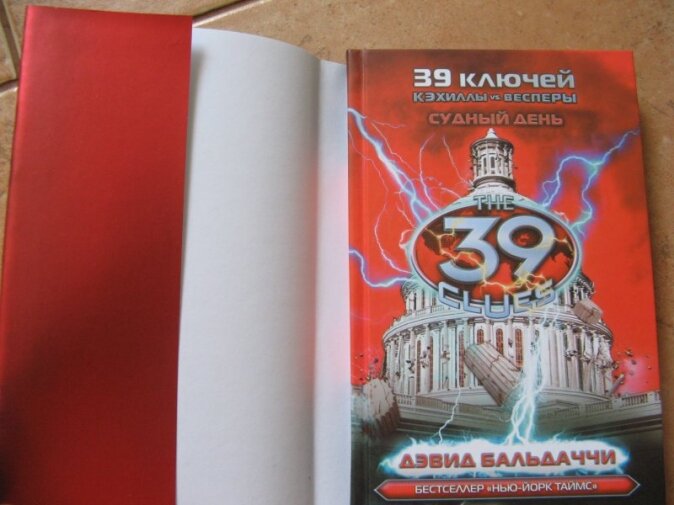 39 КЛЮЧЕЙ
КЭХИЛЛЫ vs. ВЕСПЕРЫ
СУДНЫЙ ДЕНЬ
THE
39
CLUES
ДЭВИД БАЛЬДАЧЧИ
БЕСТСЕЛЛЕР «НЬЮ-ЙОРК ТАЙМС»